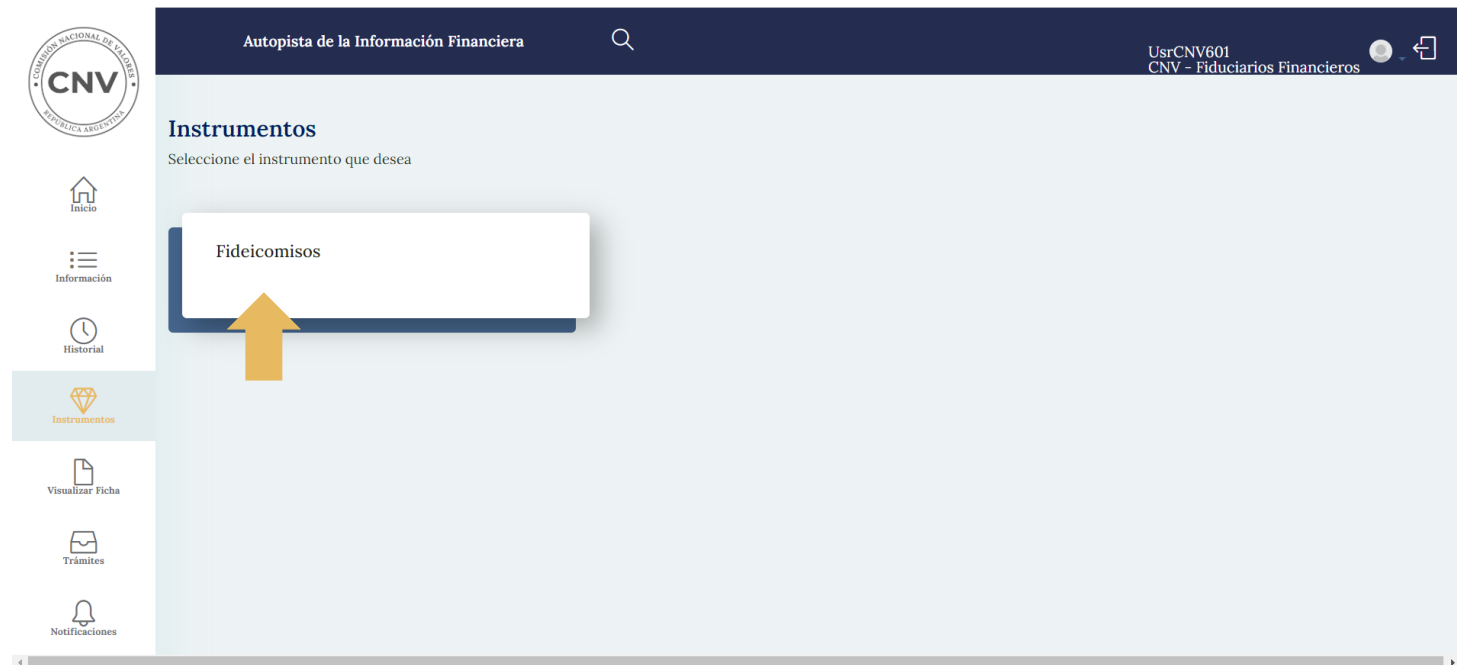 COMISIÓN NACIONAL DE VALORES
CNV
REPÚBLICA ARGENTINA
Autopista de la Información Financiera
UsrCNV601
CNV - Fiduciarios Financieros
Instrumentos
Seleccione el instrumento que desea
Fideicomisos
Inicio
Información
Historial
Instrumentos
Visualizar Ficha
Trámites
Notificaciones